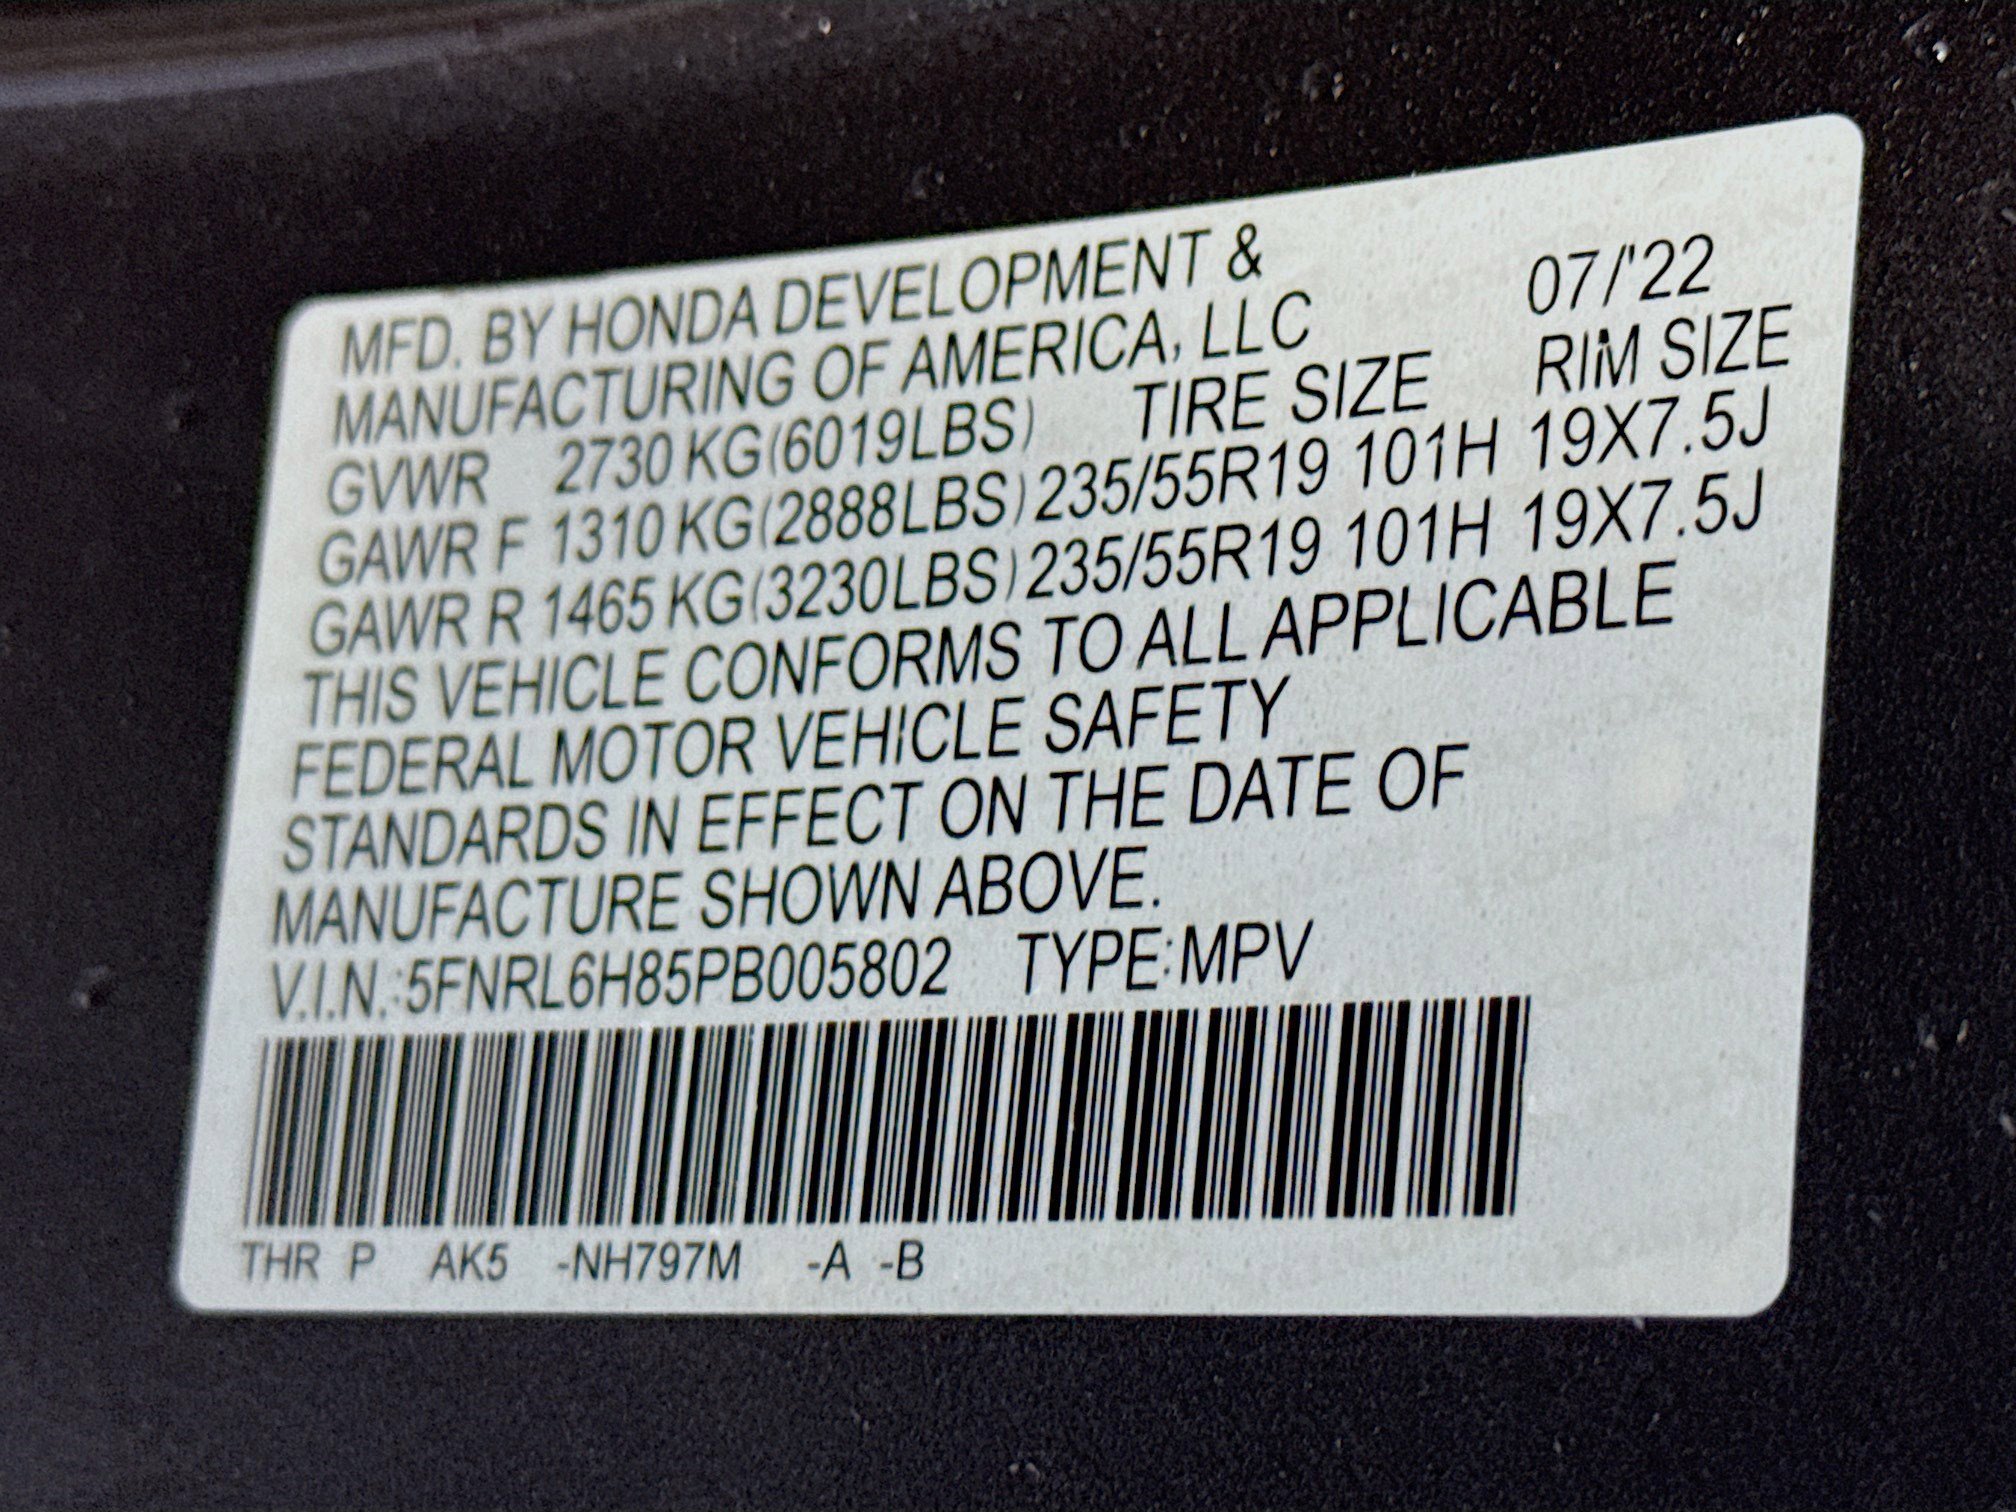 MFD. BY HONDA DEVELOPMENT &
MANUFACTURING OF AMERICA, LLC 07/'22
GVWR 2730 KG(6019LBS) TIRE SIZE RIM SIZE
GAWR F 1310 KG(2888LBS) 235/55R19 101H 19X7.5J
GAWR R 1465 KG(3230LBS) 235/55R19 101H 19X7.5J
THIS VEHICLE CONFORMS TO ALL APPLICABLE
FEDERAL MOTOR VEHICLE SAFETY
STANDARDS IN EFFECT ON THE DATE OF
MANUFACTURE SHOWN ABOVE.
V.I.N.:5FNRL6H85PB005802 TYPE:MPV
THR P AK5 -NH797M -A -B